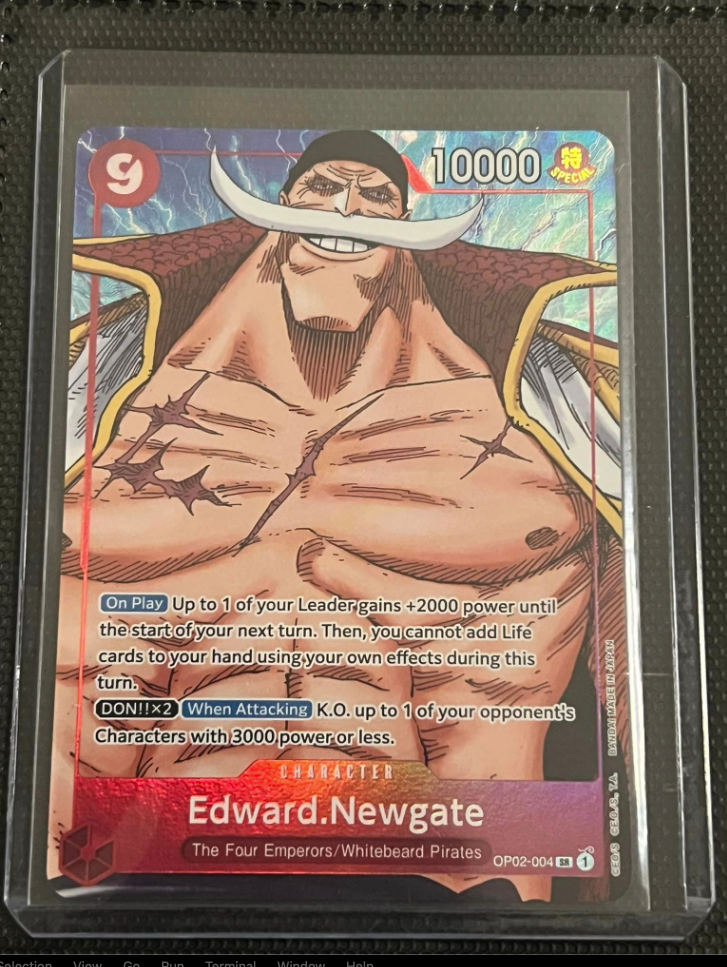 9
10000
特
SPECIAL
On Play Up to 1 of your Leader gains +2000 power until
the start of your next turn. Then, you cannot add Life
cards to your hand using your own effects during this
turn.
DON!!×2 When Attacking K.O. up to 1 of your opponent's
Characters with 3000 power or less.
CHARACTER
Edward.Newgate
The Four Emperors/Whitebeard Pirates
OP02-004 SR 1
BANDAI MADE IN JAPAN
Selection View Go Run Terminal Window Help